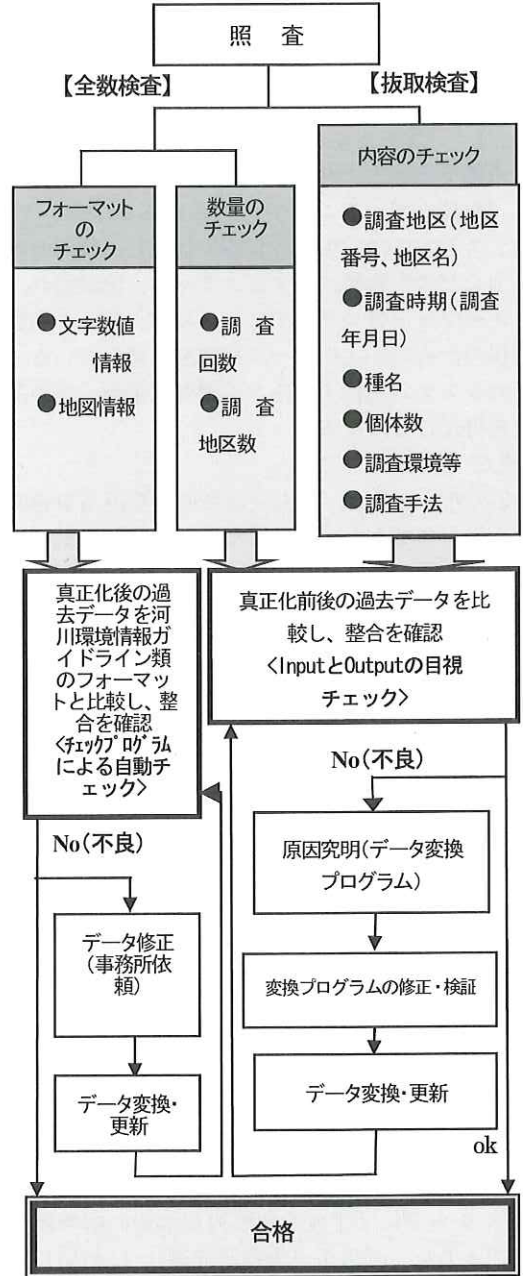 照　査
【全数検査】
【抜取検査】
フォーマット
の
チェック
●文字数値
情報
●地図情報
数量の
チェック
●調　査
回数
●調　査
地区数
内容のチェック
●調査地区(地区
番号、地区名)
●調査時期(調査
年月日)
●種名
●個体数
●調査環境等
●調査手法
真正化後の過
去データを河
川環境情報ガ
イドライン類
のフォーマッ
トと比較し、整
合を確認
<ﾁｪｯｸﾌﾟﾛｸﾞﾗﾑ
による自動チ
ェック>
真正化前後の過去データを比
較し、整合を確認
<InputとOutputの目視
チェック>
No(不良)
データ修正
(事務所依
頼)
データ変換・
更新
No(不良)
原因究明(データ変換
プログラム)
変換プログラムの修正・検証
データ変換・更新
ok
合格